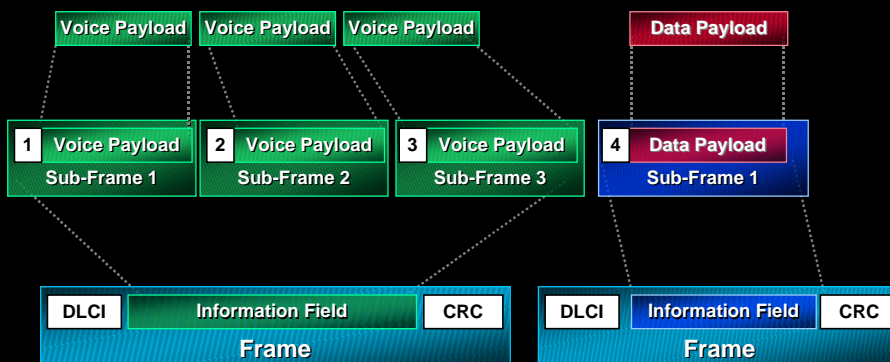 Voice Payload Voice Payload Voice Payload Data Payload
1 Voice Payload 2 Voice Payload 3 Voice Payload 4 Data Payload
Sub-Frame 1 Sub-Frame 2 Sub-Frame 3 Sub-Frame 1
DLCI Information Field CRC DLCI Information Field CRC
Frame Frame